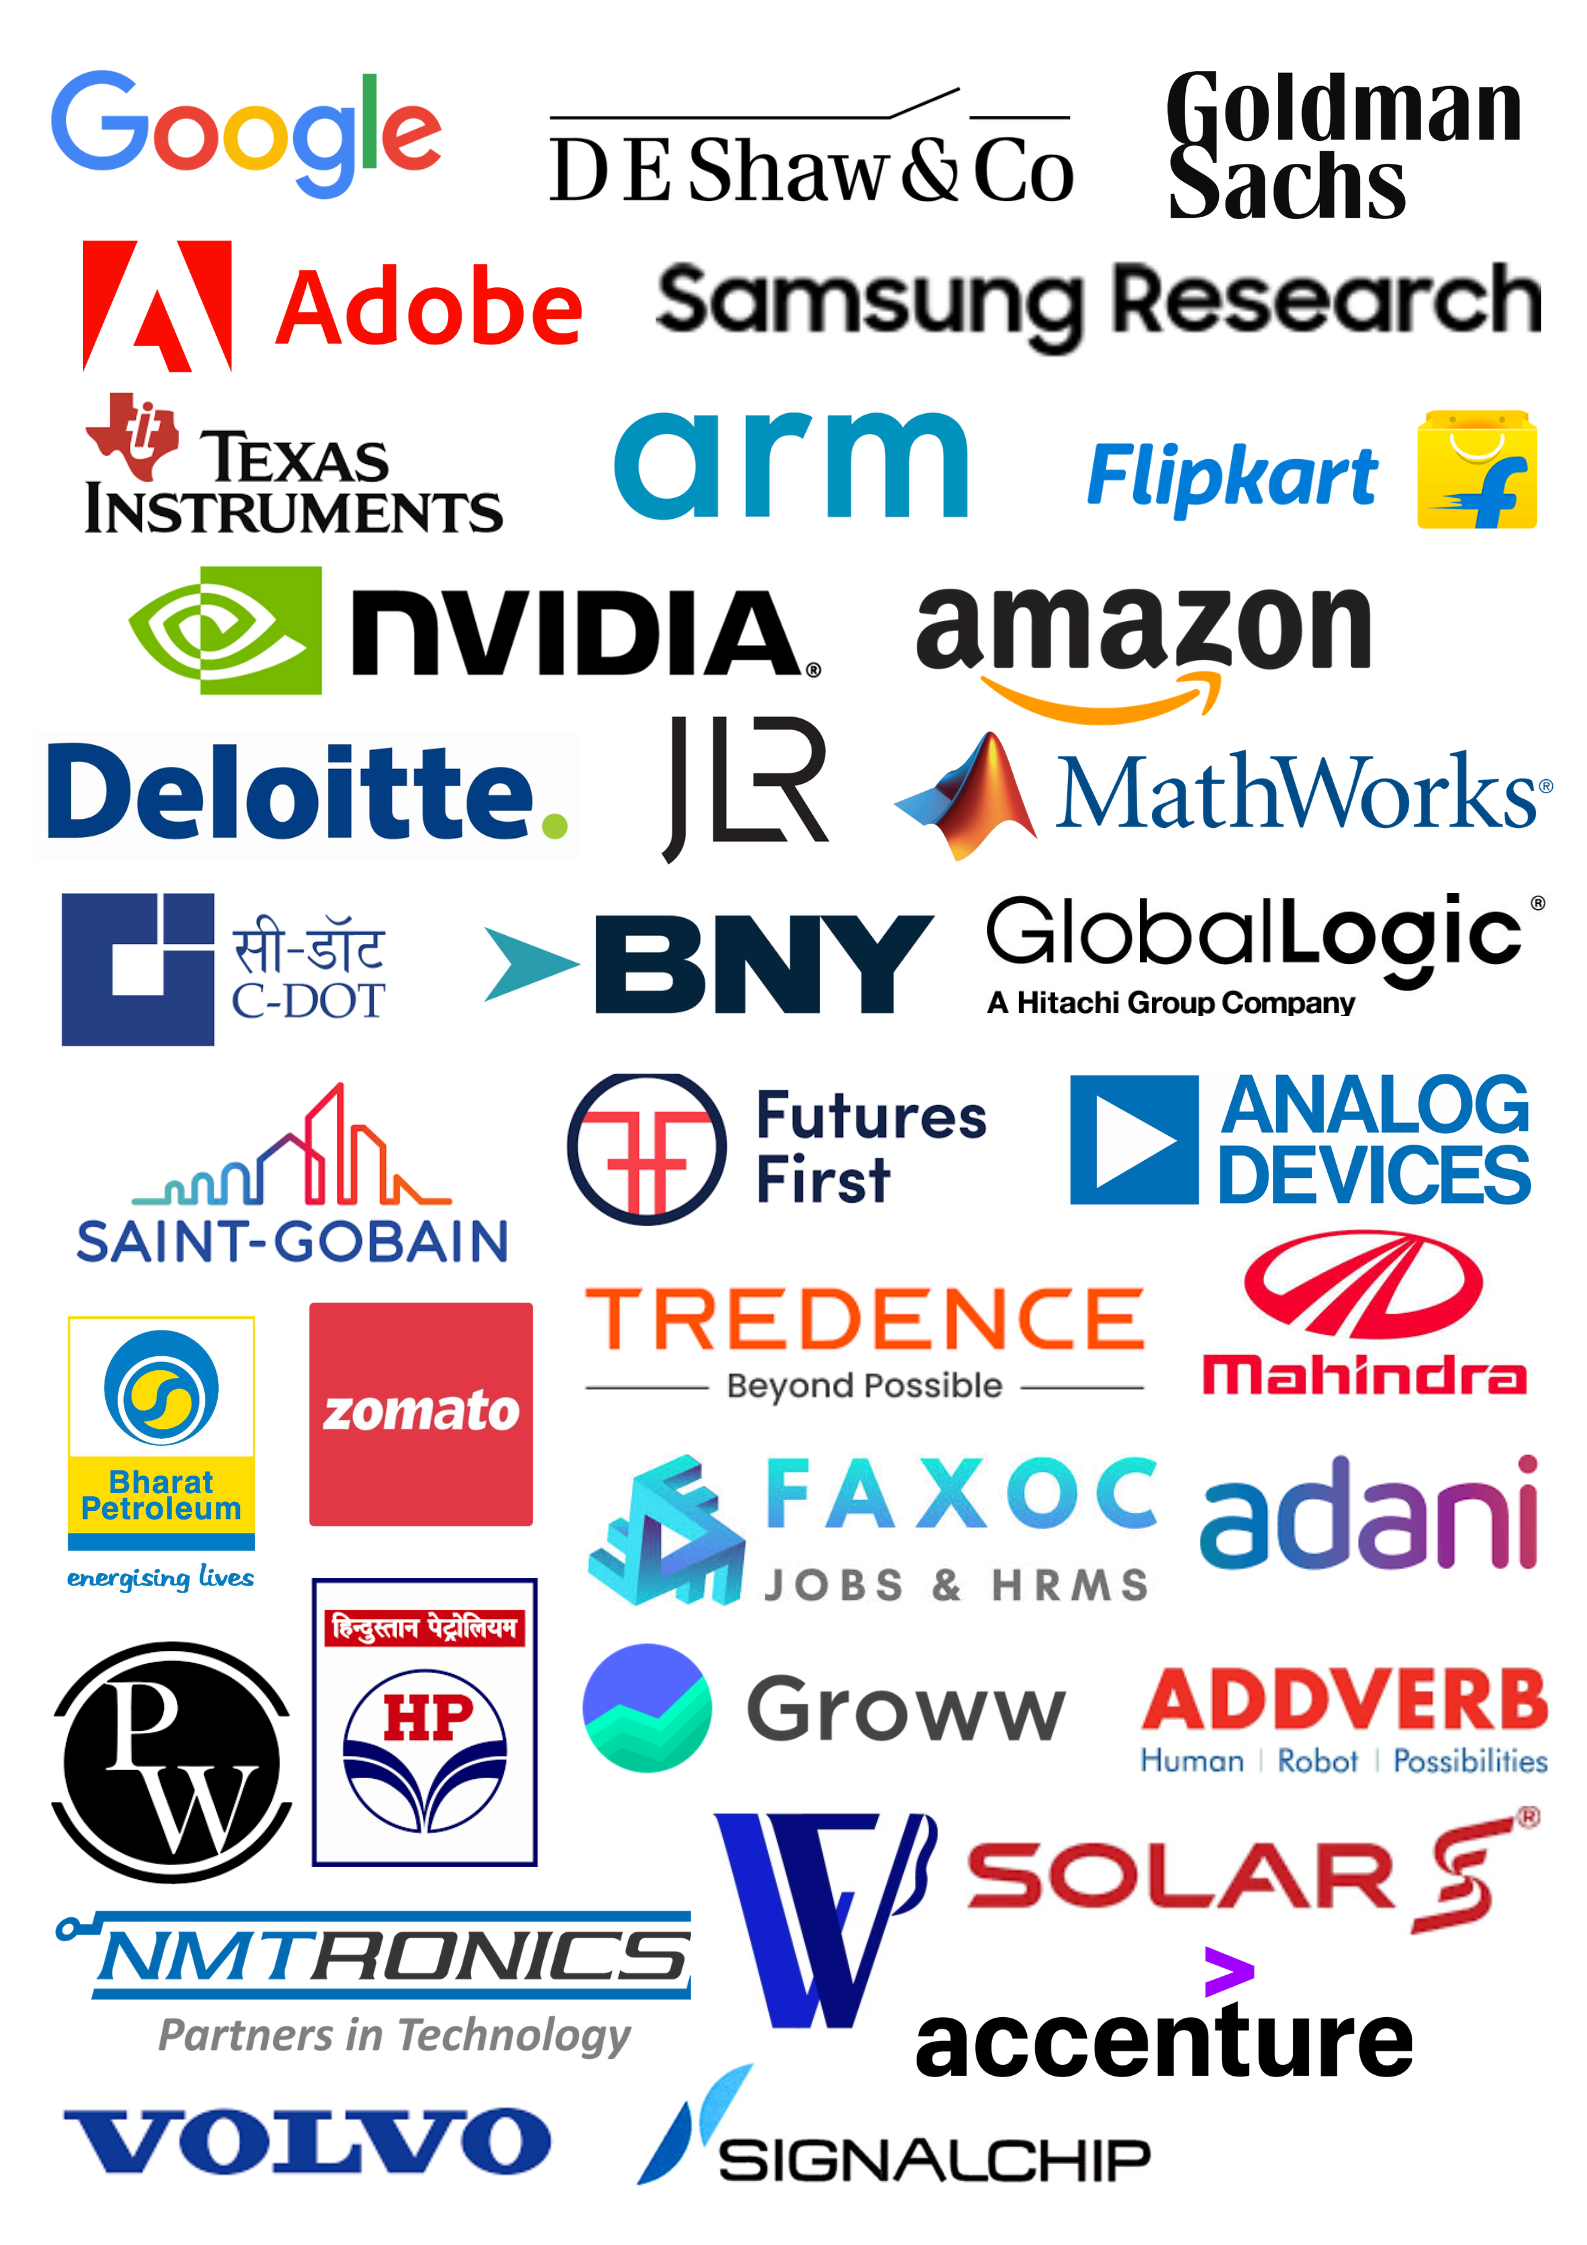 Google
D E Shaw & Co
Goldman
Sachs
Adobe
Samsung Research
TEXAS
INSTRUMENTS
arm
Flipkart
f
NVIDIA®
amazon
Deloitte.
JLR
MathWorks®
सी-डॉट
C-DOT
BNY
GlobalLogic®
A Hitachi Group Company
SAINT-GOBAIN
Futures
First
ANALOG
DEVICES
TREDENCE
Beyond Possible
Mahindra
Bharat
Petroleum
energising lives
zomato
FAXOC
JOBS & HRMS
adani
PW
हिन्दुस्तान पेट्रोलियम
HP
Groww
ADDVERB
Human | Robot | Possibilities
SOLAR ®
NMTRONICS
Partners in Technology
>
accenture
VOLVO
SIGNALCHIP